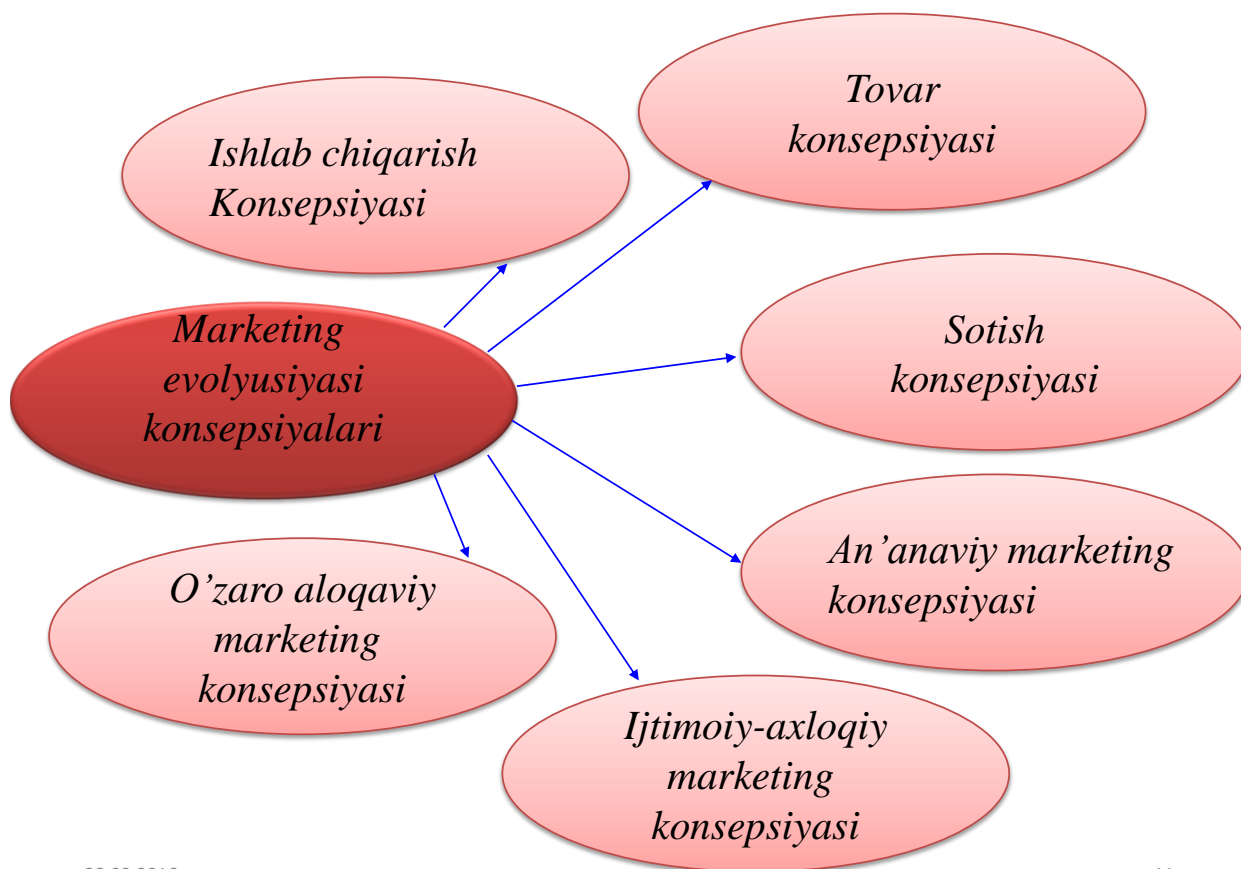 Ishlab chiqarish
Konsepsiyasi
Tovar
konsepsiyasi
Marketing
evolyusiyasi
konsepsiyalari
Sotish
konsepsiyasi
An’anaviy marketing
konsepsiyasi
O’zaro aloqaviy
marketing
konsepsiyasi
Ijtimoiy-axloqiy
marketing
konsepsiyasi